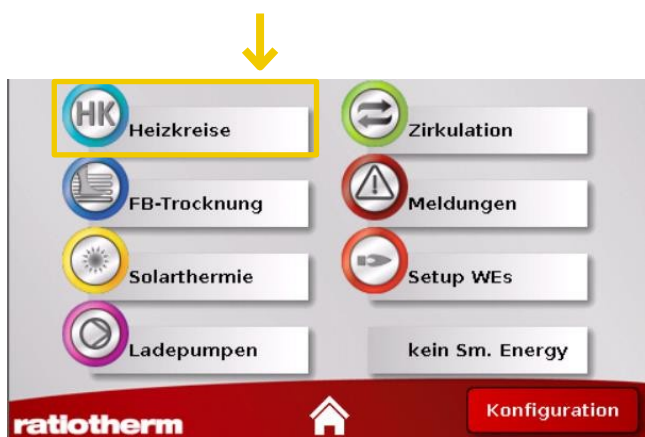 HK
Heizkreise
Zirkulation
FB-Trocknung
Meldungen
Solarthermie
Setup WEs
Ladepumpen
kein Sm. Energy
ratiotherm
Konfiguration